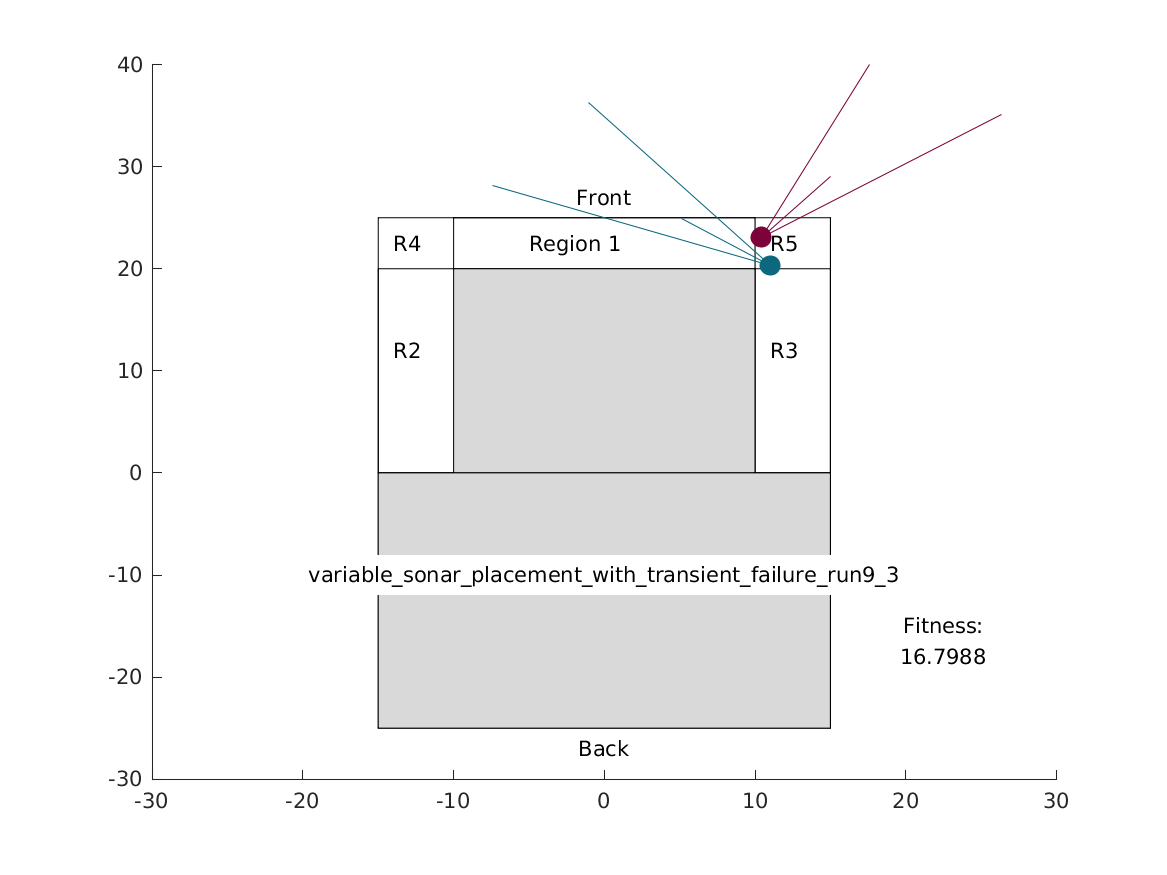 40
30
Front
R4
Region 1
R5
20
R2
R3
10
0
-10
variable_sonar_placement_with_transient_failure_run9_3
Fitness:
16.7988
-20
Back
-30
-30
-20
-10
0
10
20
30